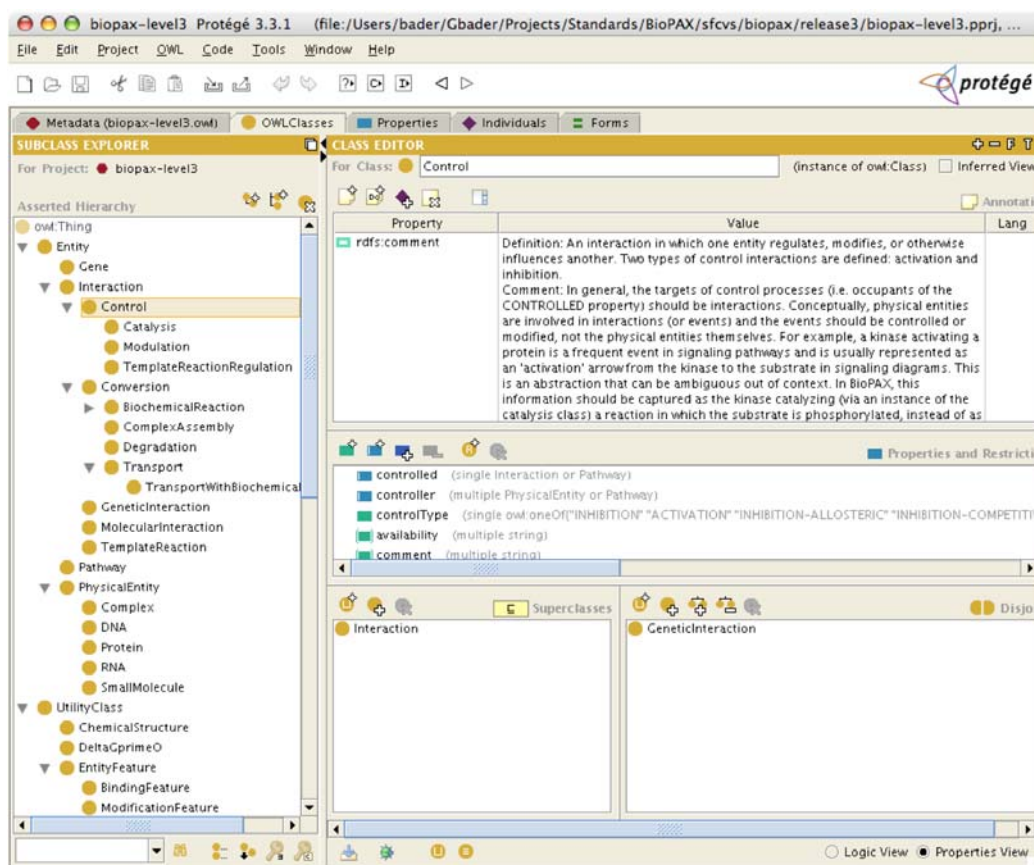 biopax-level3 Protégé 3.3.1 (file:/Users/bader/Gbader/Projects/Standards/BioPAX/sfcvs/biopax/release3/biopax-level3.pprj, ...
File Edit Project OWL Code Tools Window Help
protégé
Metadata (biopax-level3.owl) OWLClasses Properties Individuals Forms
SUBCLASS EXPLORER
For Project: biopax-level3
Asserted Hierarchy
owl:Thing
Entity
Gene
Interaction
Control
Catalysis
Modulation
TemplateReactionRegulation
Conversion
BiochemicalReaction
ComplexAssembly
Degradation
Transport
TransportWithBiochemical
GeneticInteraction
MolecularInteraction
TemplateReaction
Pathway
PhysicalEntity
Complex
DNA
Protein
RNA
SmallMolecule
UtilityClass
ChemicalStructure
DeltaGprimeO
EntityFeature
BindingFeature
ModificationFeature
CLASS EDITOR
For Class: Control (instance of owl:Class) Inferred View
Annotati
Property Value Lang
rdfs:comment
Definition: An interaction in which one entity regulates, modifies, or otherwise
influences another. Two types of control interactions are defined: activation and
inhibition.
Comment: In general, the targets of control processes (i.e. occupants of the
CONTROLLED property) should be interactions. Conceptually, physical entities
are involved in interactions (or events) and the events should be controlled or
modified, not the physical entities themselves. For example, a kinase activating a
protein is a frequent event in signaling pathways and is usually represented as
an 'activation' arrow from the kinase to the substrate in signaling diagrams. This
is an abstraction that can be ambiguous out of context. In BioPAX, this
information should be captured as the kinase catalyzing (via an instance of the
catalysis class) a reaction in which the substrate is phosphorylated, instead of as
Properties and Restricti
controlled (single Interaction or Pathway)
controller (multiple PhysicalEntity or Pathway)
controlType (single owl:oneOf{"INHIBITION" "ACTIVATION" "INHIBITION-ALLOSTERIC" "INHIBITION-COMPETITI
availability (multiple string)
comment (multiple string)
Superclasses
Interaction
Disjo
GeneticInteraction
Logic View Properties View